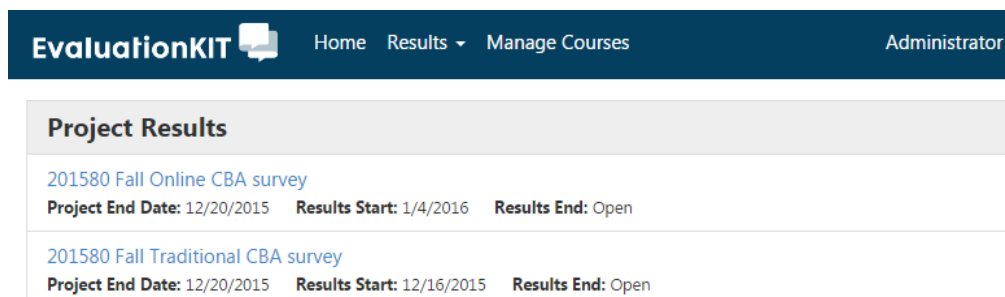 EvaluationKIT Home Results Manage Courses Administrator
Project Results
201580 Fall Online CBA survey
Project End Date: 12/20/2015 Results Start: 1/4/2016 Results End: Open
201580 Fall Traditional CBA survey
Project End Date: 12/20/2015 Results Start: 12/16/2015 Results End: Open